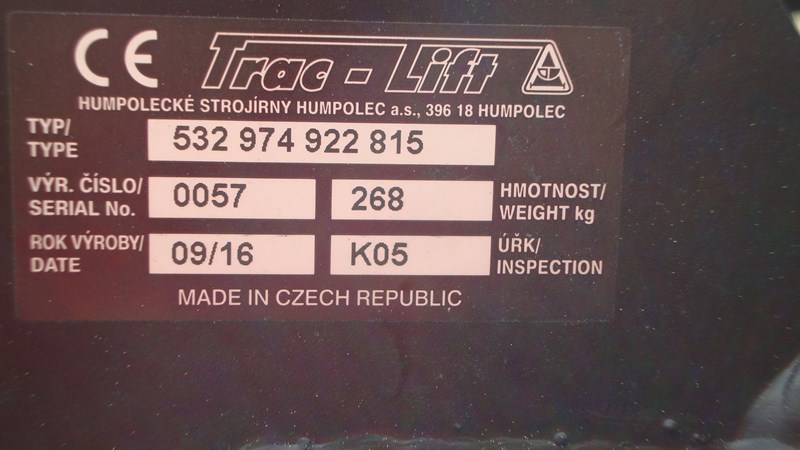 CE Trac-Lift
HUMPOLECKÉ STROJÍRNY HUMPOLEC a.s., 396 18 HUMPOLEC
TYP/
TYPE 532 974 922 815
VÝR. ČÍSLO/
SERIAL No. 0057 268 HMOTNOST/
WEIGHT kg
ROK VÝROBY/
DATE 09/16 K05 ÚŘK/
INSPECTION
MADE IN CZECH REPUBLIC